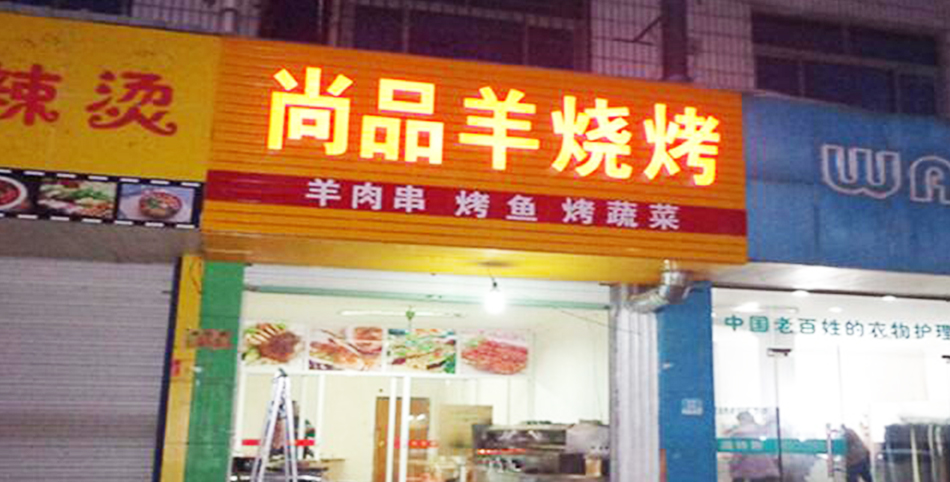 辣烫
尚品羊烧烤
羊肉串 烤鱼 烤蔬菜
WA
中国老百姓的衣物护理